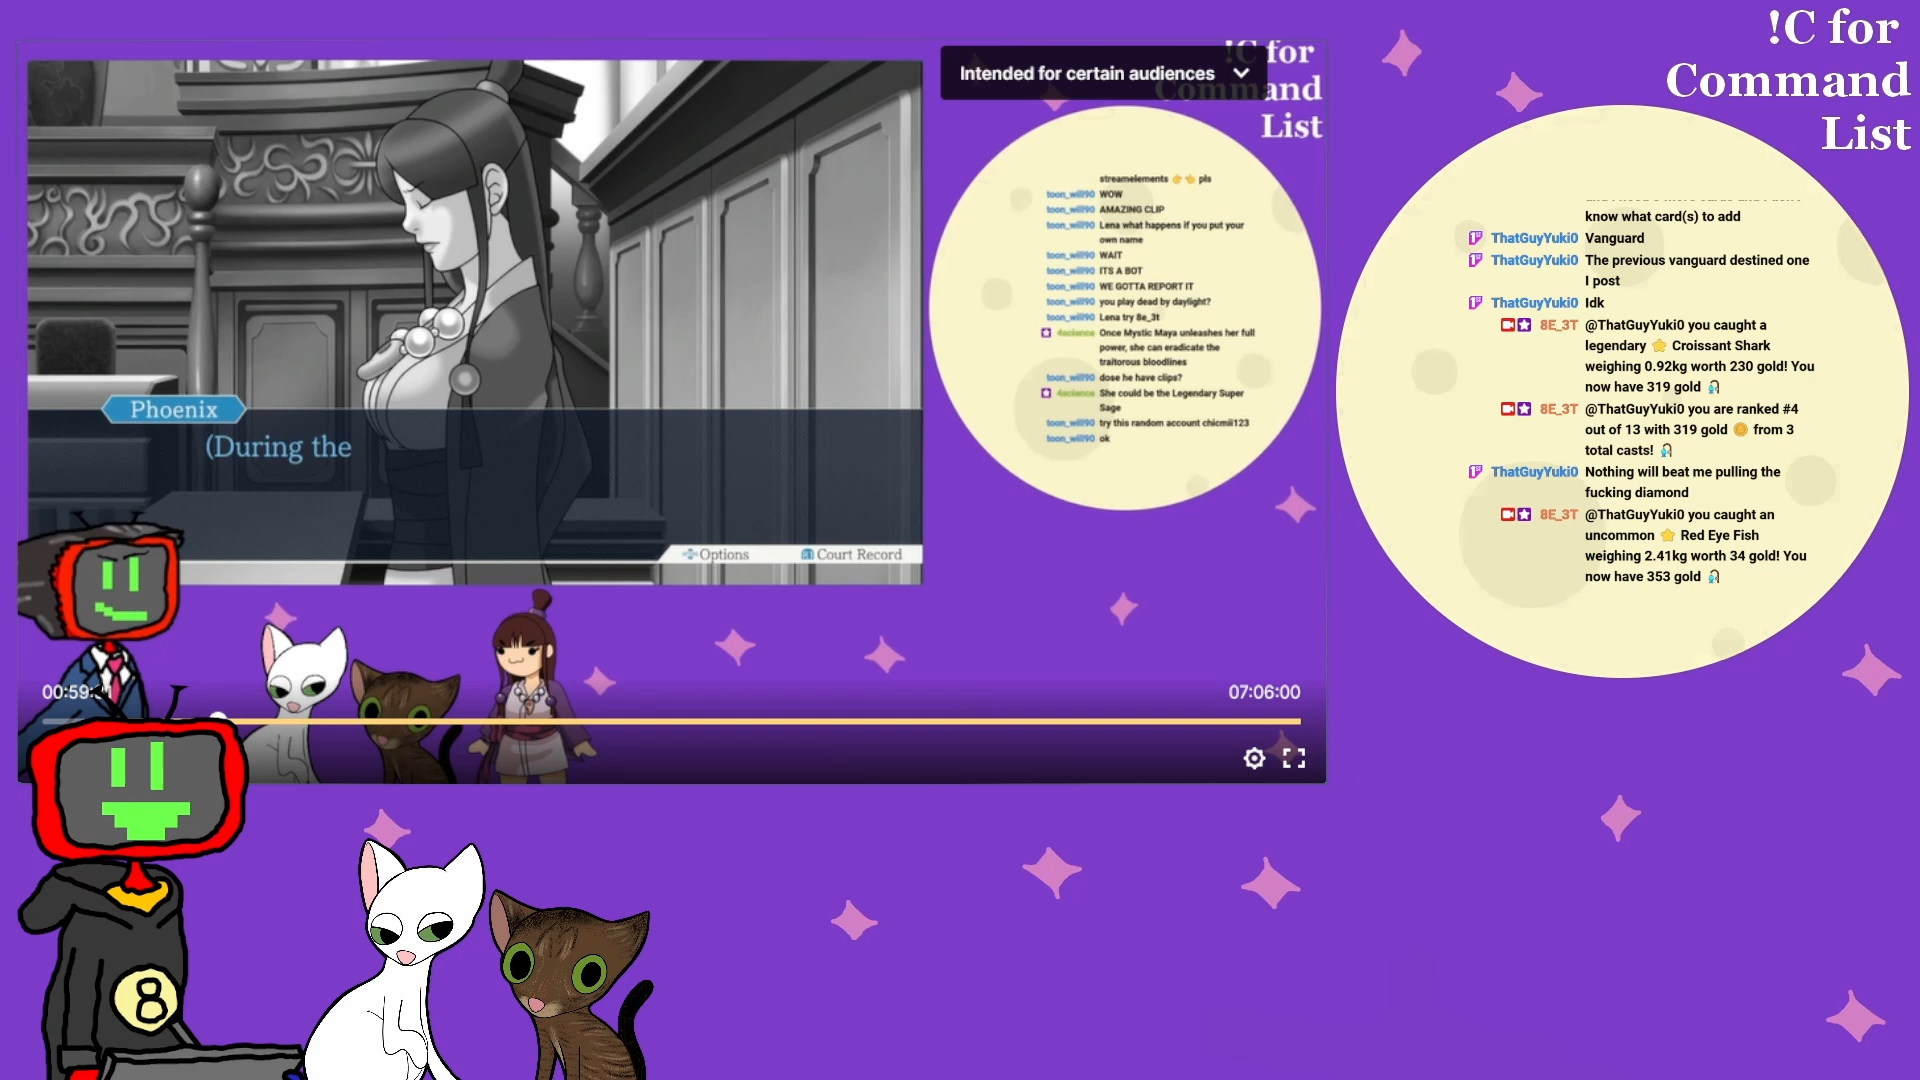 !C for
Command
List
Intended for certain audiences
!C for
Command
List
Phoenix
(During the
Options
Court Record
streamelements pls
toon_will90 WOW
toon_will90 AMAZING CLIP
toon_will90 Lena what happens if you put your
own name
toon_will90 WAIT
toon_will90 ITS A BOT
toon_will90 WE GOTTA REPORT IT
toon_will90 you play dead by daylight?
toon_will90 Lena try 8e_3t
4science Once Mystic Maya unleashes her full
power, she can eradicate the
traitorous bloodlines
toon_will90 dose he have clips?
4science She could be the Legendary Super
Sage
toon_will90 try this random account chicmii123
toon_will90 ok
know what card(s) to add
ThatGuyYuki0 Vanguard
ThatGuyYuki0 The previous vanguard destined one
I post
ThatGuyYuki0 Idk
8E_3T @ThatGuyYuki0 you caught a
legendary ⭐ Croissant Shark
weighing 0.92kg worth 230 gold! You
now have 319 gold 🎣
8E_3T @ThatGuyYuki0 you are ranked #4
out of 13 with 319 gold 🪙 from 3
total casts! 🎣
ThatGuyYuki0 Nothing will beat me pulling the
fucking diamond
8E_3T @ThatGuyYuki0 you caught an
uncommon ⭐ Red Eye Fish
weighing 2.41kg worth 34 gold! You
now have 353 gold 🎣
00:59:
07:06:00
8